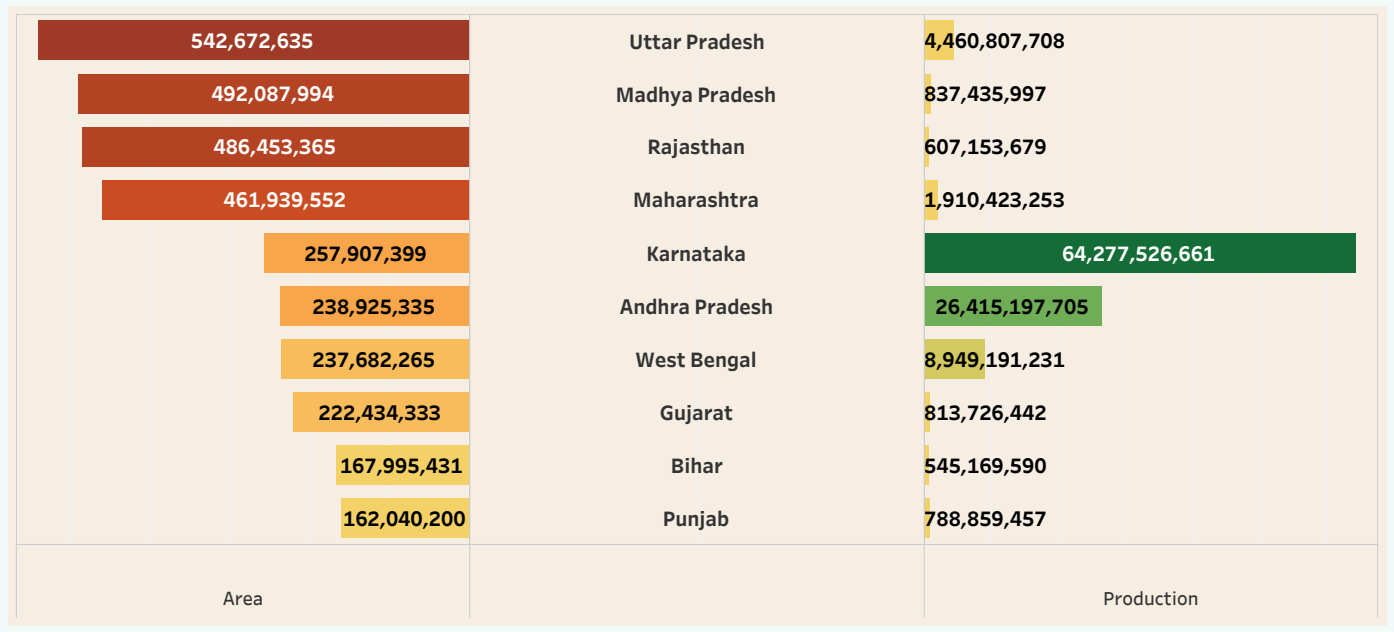 542,672,635 Uttar Pradesh 4,460,807,708
492,087,994 Madhya Pradesh 837,435,997
486,453,365 Rajasthan 607,153,679
461,939,552 Maharashtra 1,910,423,253
257,907,399 Karnataka 64,277,526,661
238,925,335 Andhra Pradesh 26,415,197,705
237,682,265 West Bengal 8,949,191,231
222,434,333 Gujarat 813,726,442
167,995,431 Bihar 545,169,590
162,040,200 Punjab 788,859,457
Area Production